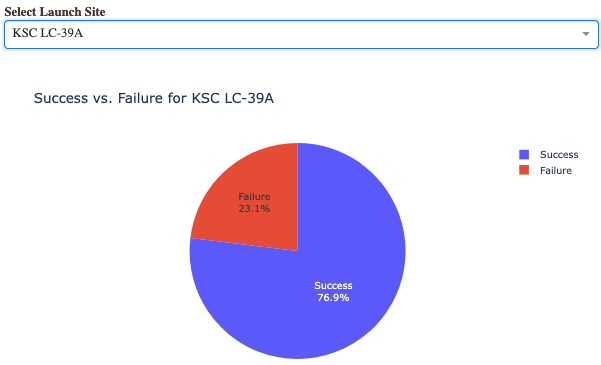 Select Launch Site
KSC LC-39A
Success vs. Failure for KSC LC-39A
Success
Failure
Failure
23.1%
Success
76.9%